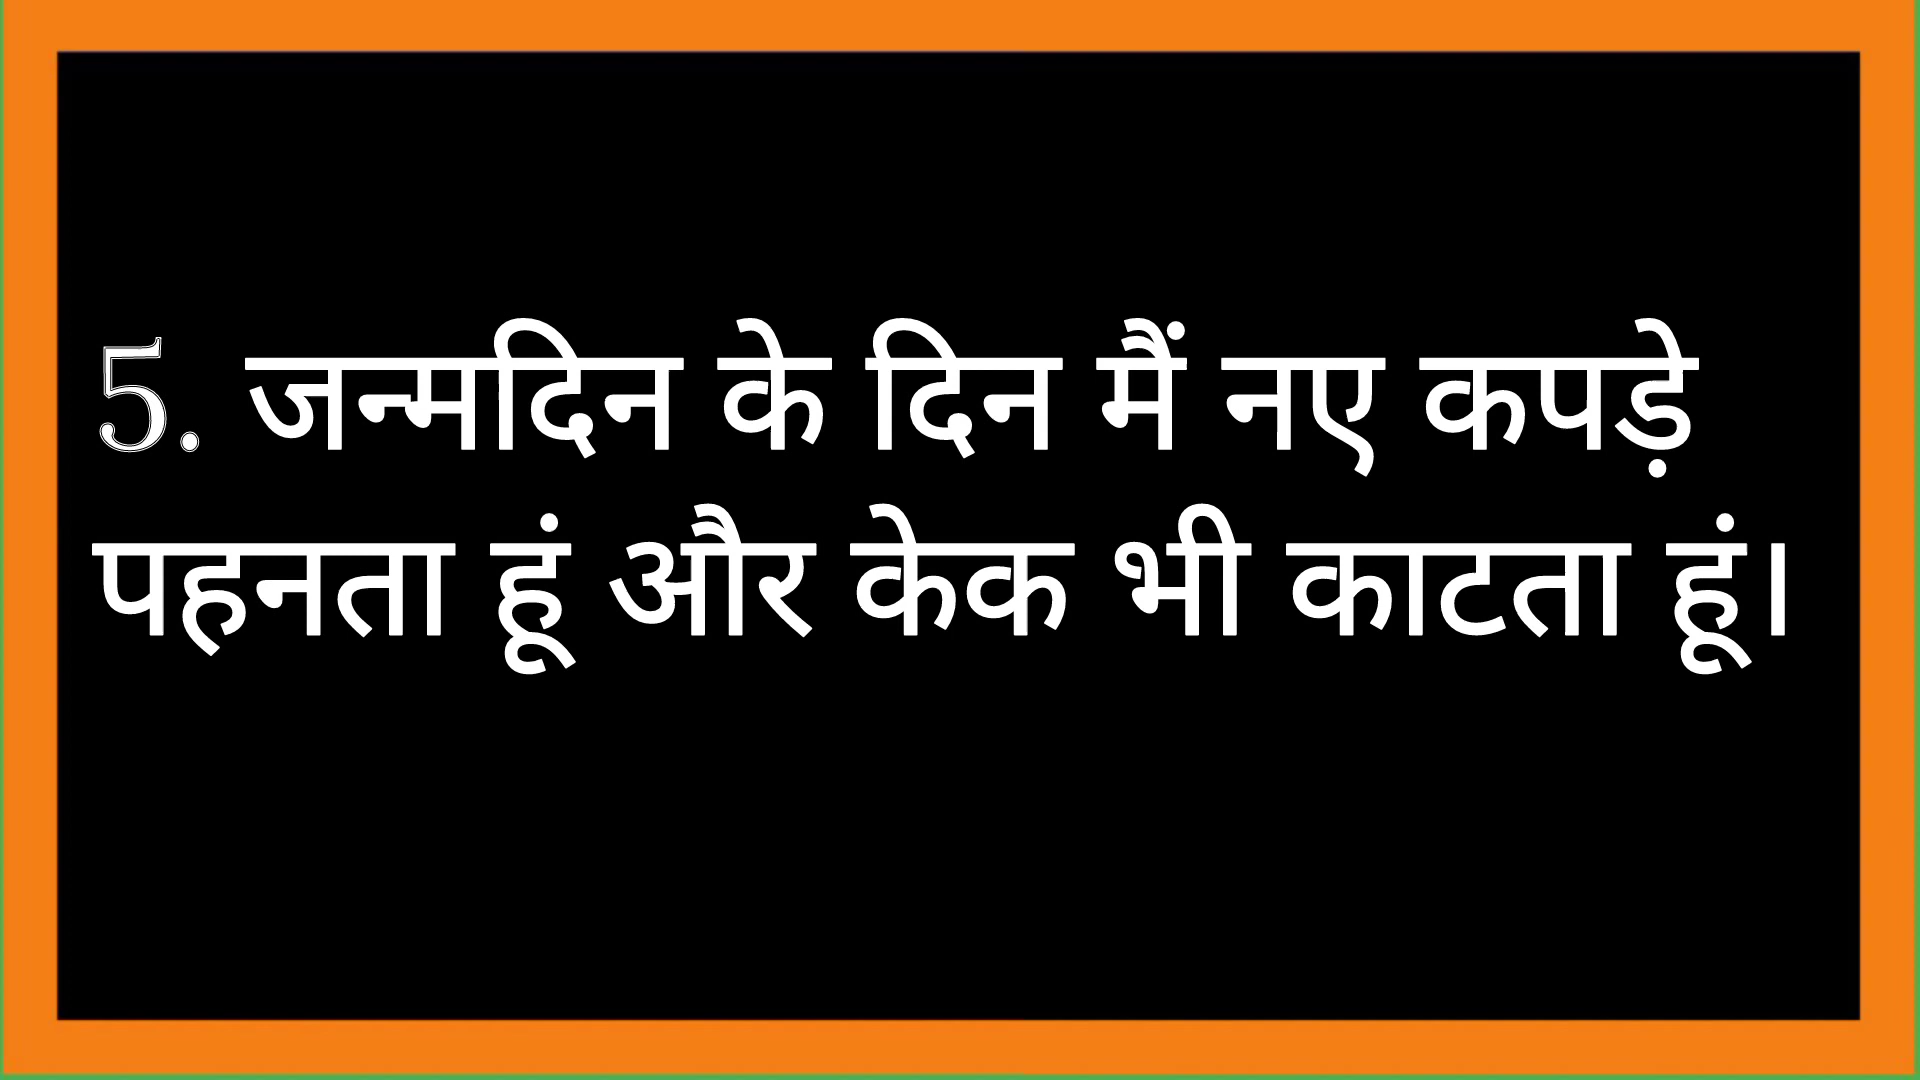 5. जन्मदिन के दिन मैं नए कपड़े
पहनता हूं और केक भी काटता हूं।